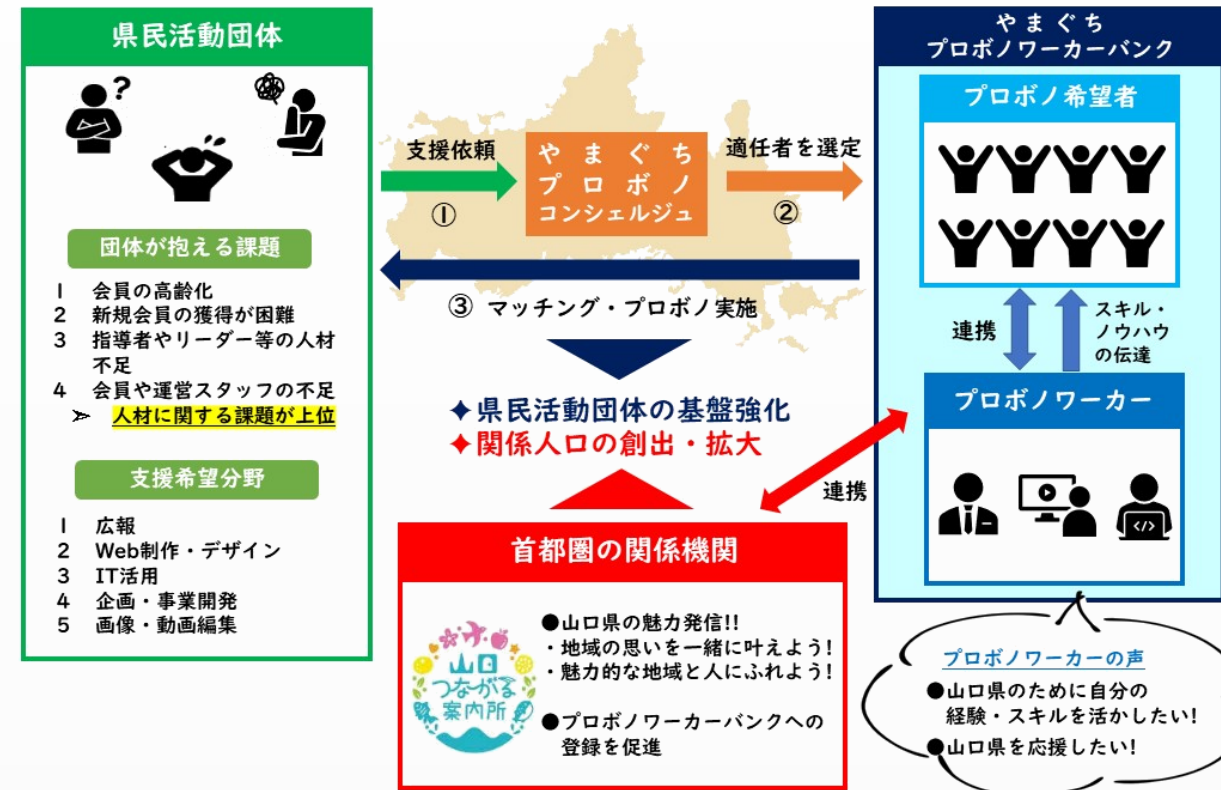 県民活動団体
?
団体が抱える課題
1 会員の高齢化
2 新規会員の獲得が困難
3 指導者やリーダー等の人材
不足
4 会員や運営スタッフの不足
➢ 人材に関する課題が上位
支援希望分野
1 広報
2 Web制作・デザイン
3 IT活用
4 企画・事業開発
5 画像・動画編集
支援依頼
①
やまぐち
プロボノ
コンシェルジュ
適任者を選定
②
③ マッチング・プロボノ実施
◆県民活動団体の基盤強化
◆関係人口の創出・拡大
連携
首都圏の関係機関
山口
つながる
案内所
●山口県の魅力発信!!
・地域の思いを一緒に叶えよう!
・魅力的な地域と人にふれよう!
●プロボノワーカーバンクへの
登録を促進
やまぐち
プロボノワーカーバンク
プロボノ希望者
連携
スキル・
ノウハウ
の伝達
プロボノワーカー
</>
プロボノワーカーの声
●山口県のために自分の
経験・スキルを活かしたい!
●山口県を応援したい!